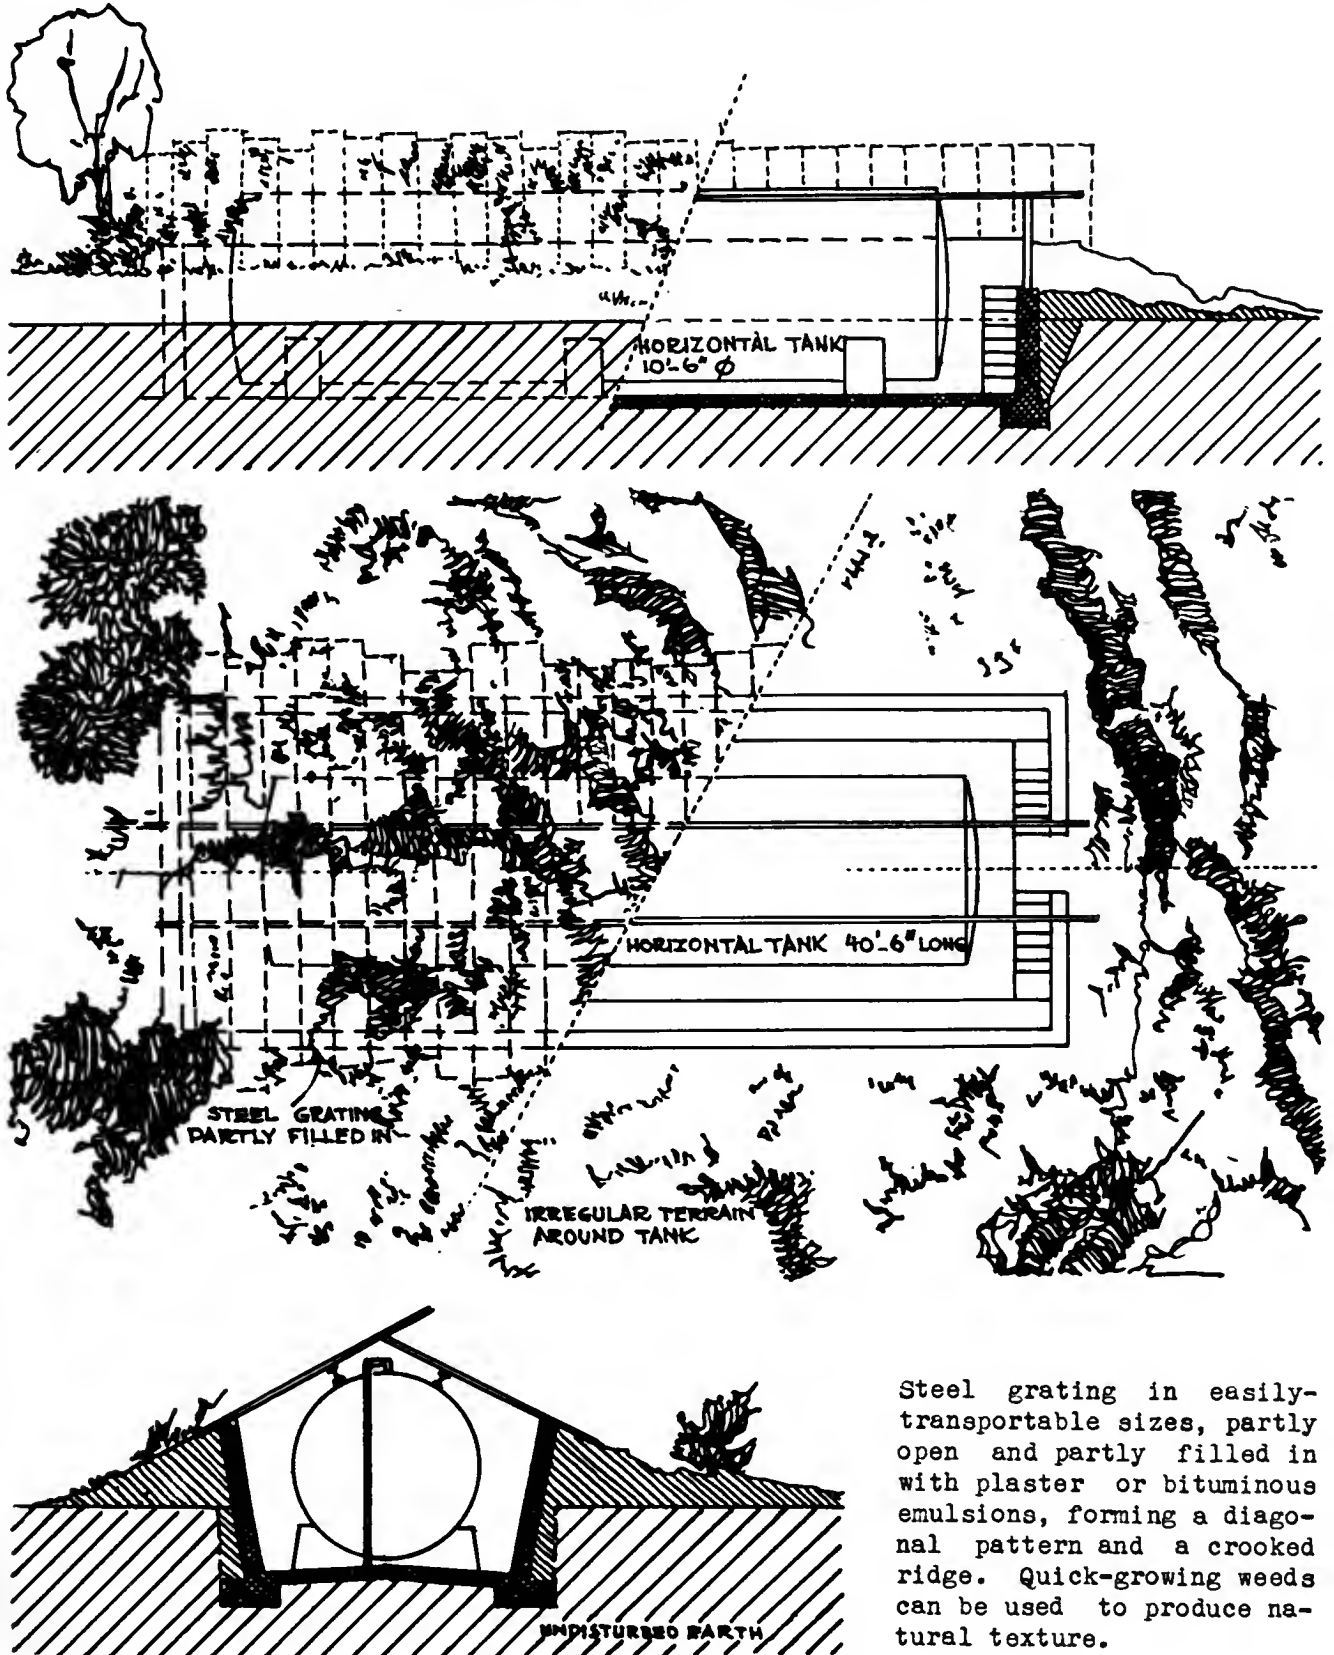 HORIZONTAL TANK
10'-6" Ø
HORIZONTAL TANK 40'-6" LONG
STEEL GRATING
PARTLY FILLED IN
IRREGULAR TERRAIN
AROUND TANK
UNDISTURBED EARTH
Steel grating in easily-
transportable sizes, partly
open and partly filled in
with plaster or bituminous
emulsions, forming a diago-
nal pattern and a crooked
ridge. Quick-growing weeds
can be used to produce na-
tural texture.